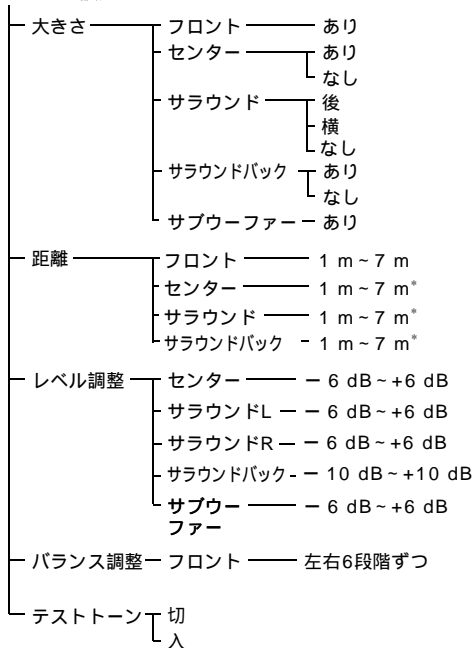 大きさ フロント あり
センター あり
なし
サラウンド 後
横
なし
サラウンドバック あり
なし
サブウーファー あり
距離 フロント 1 m ~ 7 m
センター 1 m ~ 7 m*
サラウンド 1 m ~ 7 m*
サラウンドバック 1 m ~ 7 m*
レベル調整 センター − 6 dB ~ +6 dB
サラウンドL − 6 dB ~ +6 dB
サラウンドR − 6 dB ~ +6 dB
サラウンドバック − 10 dB ~ +10 dB
サブウー − 6 dB ~ +6 dB
ファー
バランス調整 フロント 左右6段階ずつ
テストトーン 切
入